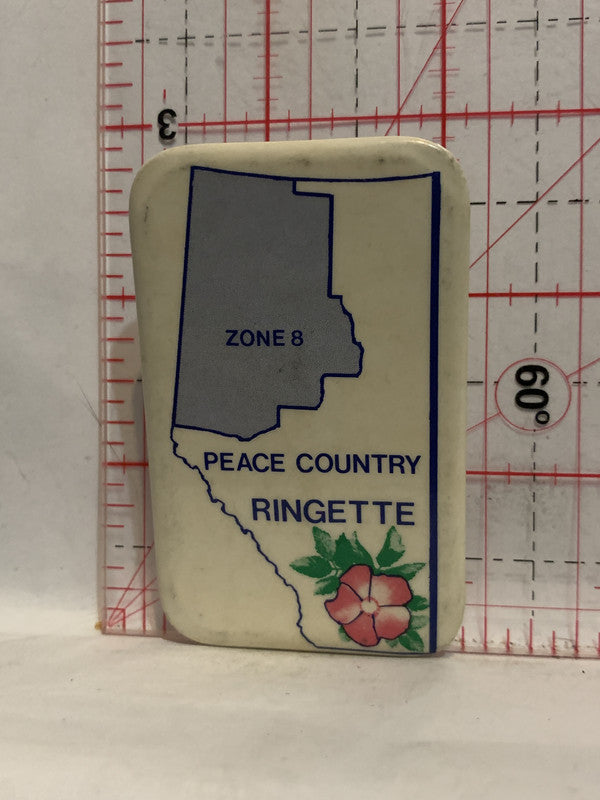 3
ZONE 8
60°
PEACE COUNTRY
RINGETTE